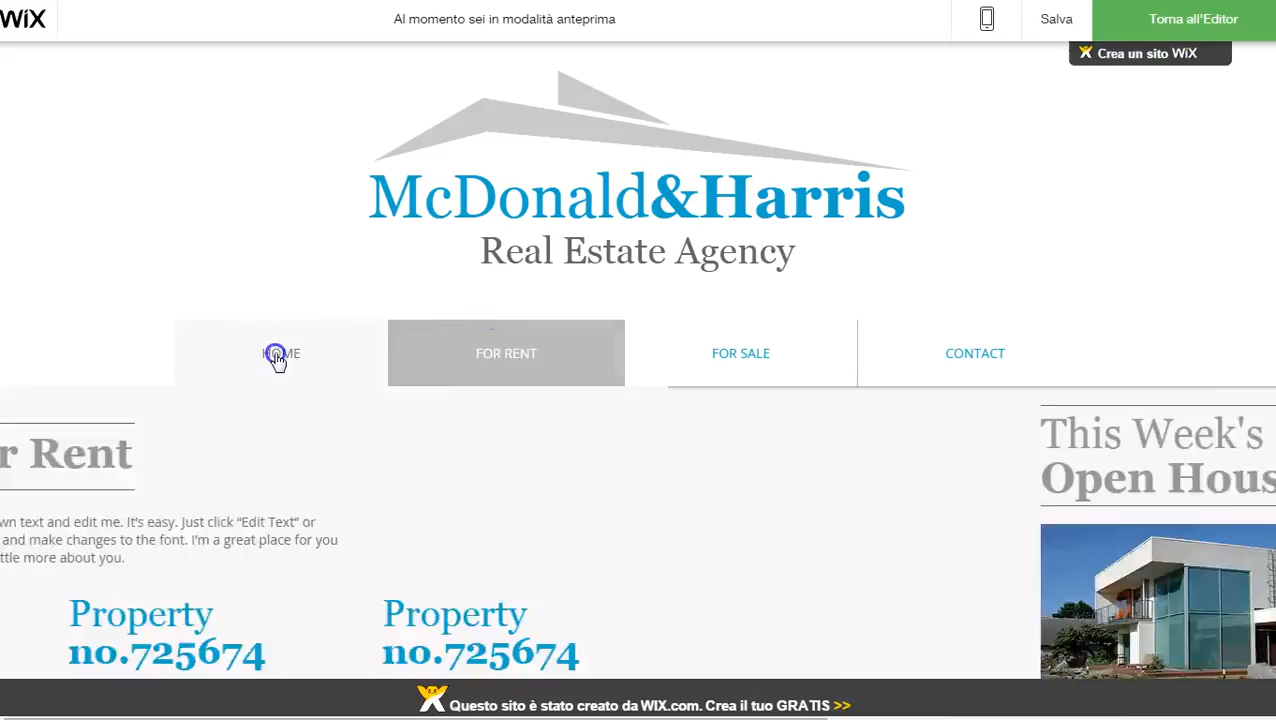 WiX
Al momento sei in modalità anteprima
Salva
Torna all'Editor
Crea un sito WiX
McDonald&Harris
Real Estate Agency
HOME
FOR RENT
FOR SALE
CONTACT
r Rent
This Week's
Open Hous
wn text and edit me. It's easy. Just click “Edit Text” or
and make changes to the font. I'm a great place for you
ttle more about you.
Property
no.725674
Property
no.725674
Questo sito è stato creato da WIX.com. Crea il tuo GRATIS >>